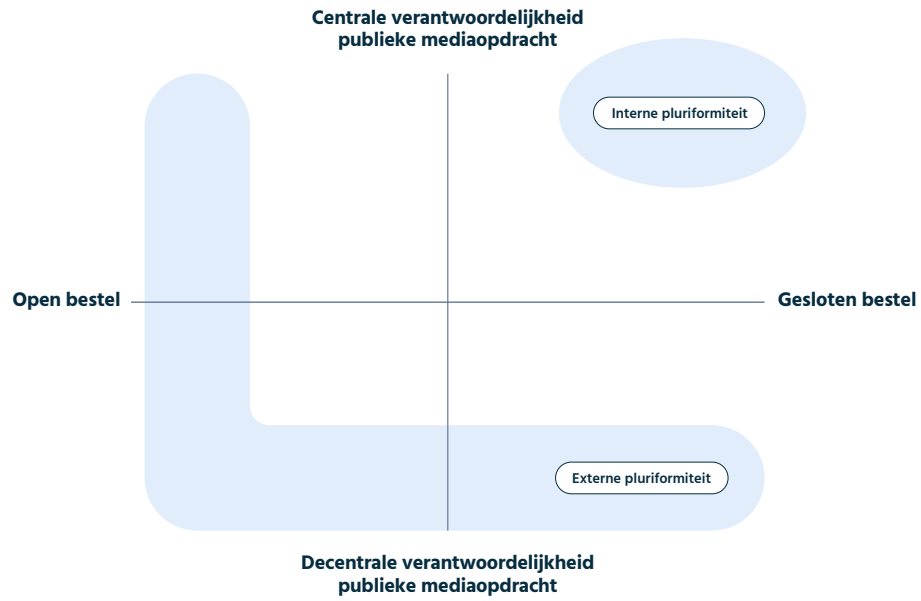 Centrale verantwoordelijkheid
publieke mediaopdracht
Interne pluriformiteit
Open bestel
Gesloten bestel
Externe pluriformiteit
Decentrale verantwoordelijkheid
publieke mediaopdracht